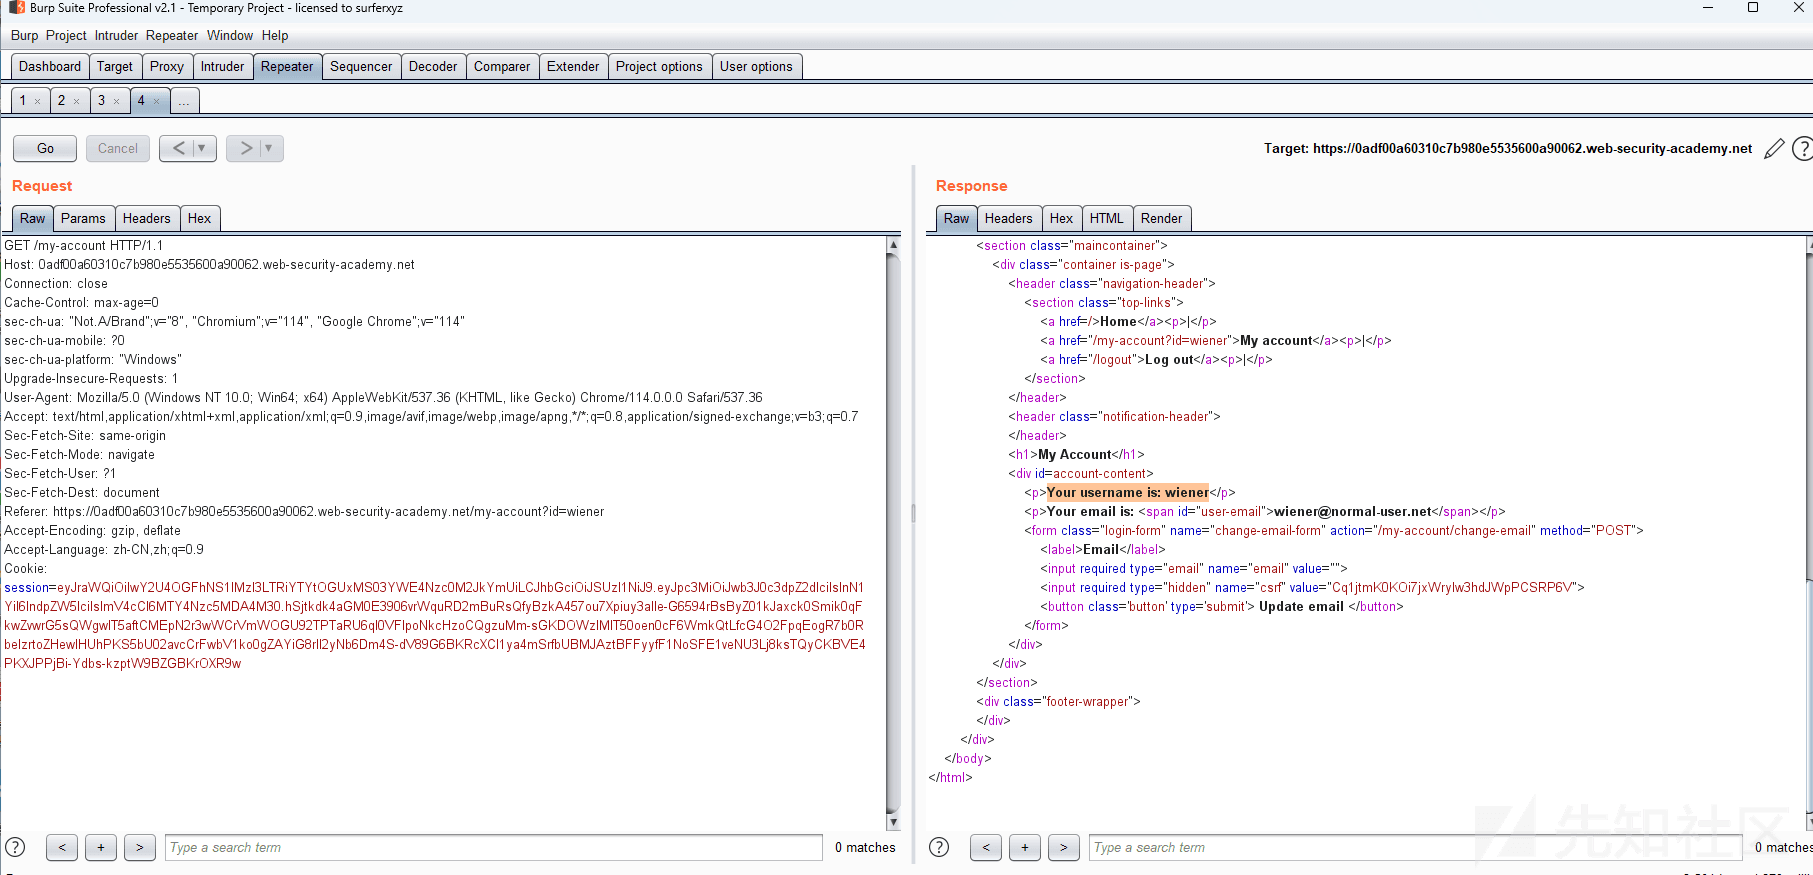 Burp Suite Professional v2.1 - Temporary Project - licensed to surferxyz
Burp Project Intruder Repeater Window Help
Dashboard Target Proxy Intruder Repeater Sequencer Decoder Comparer Extender Project options User options
1 × 2 × 3 × 4 × ...
Go Cancel < ▼ > ▼ Target: https://0adf00a60310c7b980e5535600a90062.web-security-academy.net
Request
Raw Params Headers Hex
GET /my-account HTTP/1.1
Host: 0adf00a60310c7b980e5535600a90062.web-security-academy.net
Connection: close
Cache-Control: max-age=0
sec-ch-ua: "Not.A/Brand";v="8", "Chromium";v="114", "Google Chrome";v="114"
sec-ch-ua-mobile: ?0
sec-ch-ua-platform: "Windows"
Upgrade-Insecure-Requests: 1
User-Agent: Mozilla/5.0 (Windows NT 10.0; Win64; x64) AppleWebKit/537.36 (KHTML, like Gecko) Chrome/114.0.0.0 Safari/537.36
Accept: text/html,application/xhtml+xml,application/xml;q=0.9,image/avif,image/webp,image/apng,*/*;q=0.8,application/signed-exchange;v=b3;q=0.7
Sec-Fetch-Site: same-origin
Sec-Fetch-Mode: navigate
Sec-Fetch-User: ?1
Sec-Fetch-Dest: document
Referer: https://0adf00a60310c7b980e5535600a90062.web-security-academy.net/my-account?id=wiener
Accept-Encoding: gzip, deflate
Accept-Language: zh-CN,zh;q=0.9
Cookie:
session=eyJraWQiOiIwY2U4OGFhNS1lMzI3LTRiYTYtOGUxMS03YWE4Nzc0M2JkYmUiLCJhbGciOiJSUzI1NiJ9.eyJpc3MiOiJwb3J0c3dpZ2dlciIsInN1
YiI6IndpZW5lciIsImV4cCI6MTY4Nzc5MDA4M30.hSjtkdk4aGM0E3906vrWquRD2mBuRsQfyBzkA457ou7Xpiuy3alle-G6594rBsByZ01kJaxck0Smik0qF
kwZwwrG5sQWgwIT5aftCMEpN2r3wWCrVmWOGU92TPTaRU6ql0VFIpoNkcHzoCQgzuMm-sGKDOWzlMIT50oen0cF6WmkQtLfcG4O2FpqEogR7b0R
belzrtoZHewIHUhPKS5bU02avcCrFwbV1ko0gZAYiG8rll2yNb6Dm4S-dV89G6BKRcXCl1ya4mSrfbUBMJAztBFFyyfF1NoSFE1veNU3Lj8ksTQyCKBVE4
PKXJPPjBi-Ydbs-kzptW9BZGBKrOXR9w
Type a search term 0 matches
Response
Raw Headers Hex HTML Render
<section class="maincontainer">
<div class="container is-page">
<header class="navigation-header">
<section class="top-links">
<a href=/>Home</a><p>|</p>
<a href="/my-account?id=wiener">My account</a><p>|</p>
<a href="/logout">Log out</a><p>|</p>
</section>
</header>
<header class="notification-header">
</header>
<h1>My Account</h1>
<div id=account-content>
<p>Your username is: wiener</p>
<p>Your email is: <span id="user-email">wiener@normal-user.net</span></p>
<form class="login-form" name="change-email-form" action="/my-account/change-email" method="POST">
<label>Email</label>
<input required type="email" name="email" value="">
<input required type="hidden" name="csrf" value="Cq1jtmK0KOi7jxWrylw3hdJWpPCSRP6V">
<button class='button' type='submit'> Update email </button>
</form>
</div>
</div>
</section>
<div class="footer-wrapper">
</div>
</div>
</body>
</html>
Type a search term 0 matches
先知社区